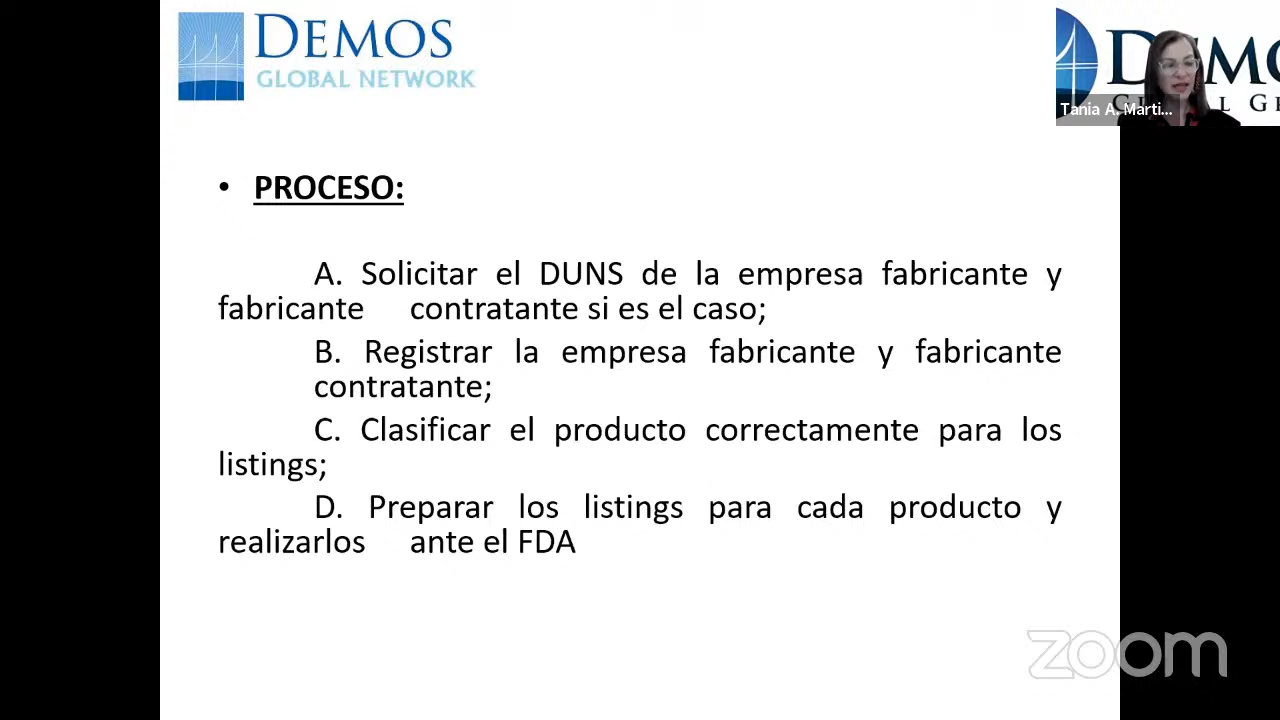 DEMOS
GLOBAL NETWORK
Tania A. Marti...
• PROCESO:
A. Solicitar el DUNS de la empresa fabricante y
fabricante contratante si es el caso;
B. Registrar la empresa fabricante y fabricante
contratante;
C. Clasificar el producto correctamente para los
listings;
D. Preparar los listings para cada producto y
realizarlos ante el FDA
zoom